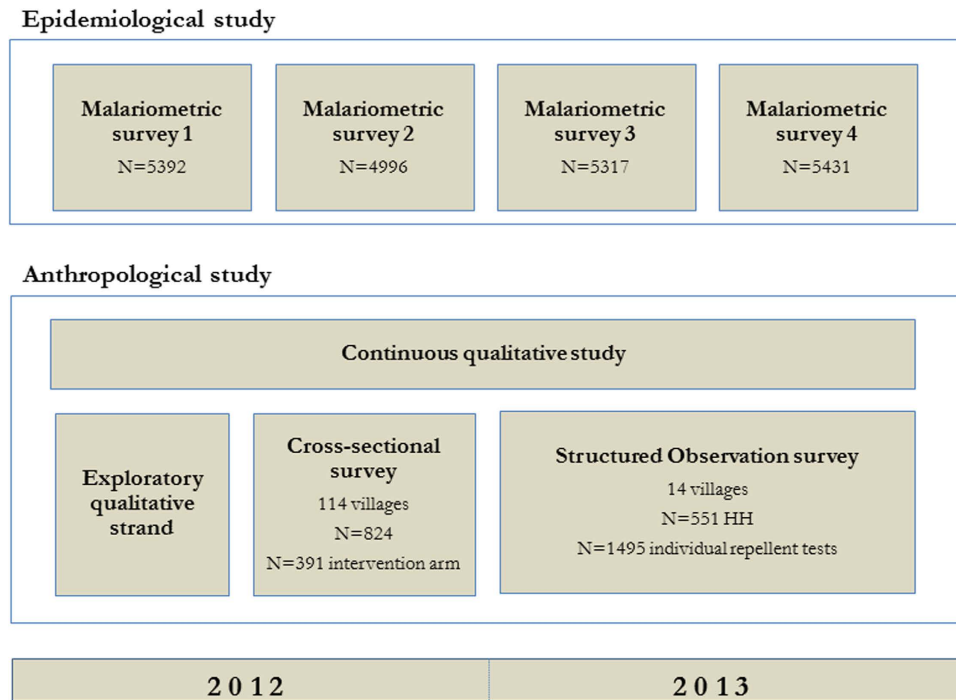 Epidemiological study
Malariometric
survey 1
N=5392
Malariometric
survey 2
N=4996
Malariometric
survey 3
N=5317
Malariometric
survey 4
N=5431
Anthropological study
Continuous qualitative study
Exploratory
qualitative
strand
Cross-sectional
survey
114 villages
N=824
N=391 intervention arm
Structured Observation survey
14 villages
N=551 HH
N=1495 individual repellent tests
2012
2013